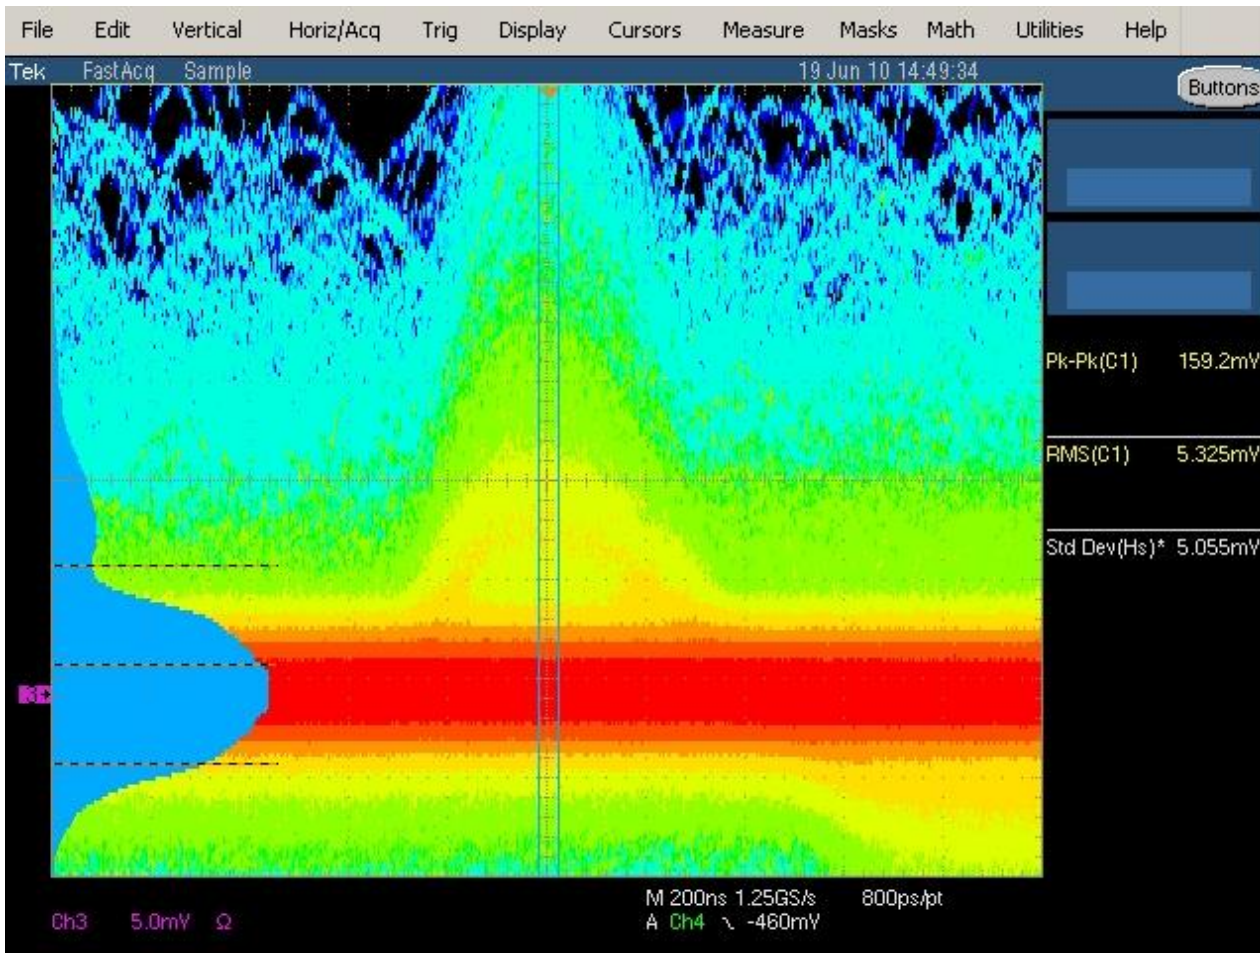 File Edit Vertical Horiz/Acq Trig Display Cursors Measure Masks Math Utilities Help
Tek FastAcq Sample 19 Jun 10 14:49:34
Buttons
Pk-Pk(C1) 159.2mV
RMS(C1) 5.325mV
Std Dev(Hs)* 5.055mV
3
M 200ns 1.25GS/s 800ps/pt
Ch3 5.0mV Ω A Ch4 \ -460mV